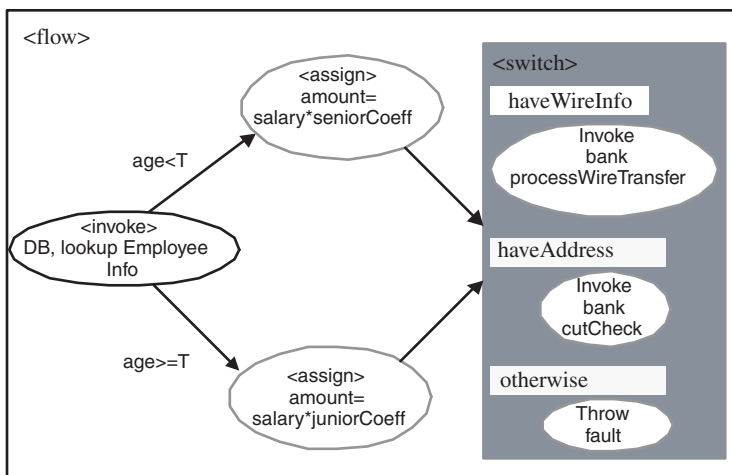 <flow>
<assign>
amount=
salary*seniorCoeff
age<T
<invoke>
DB, lookup Employee
Info
age>=T
<assign>
amount=
salary*juniorCoeff
<switch>
haveWireInfo
Invoke
bank
processWireTransfer
haveAddress
Invoke
bank
cutCheck
otherwise
Throw
fault